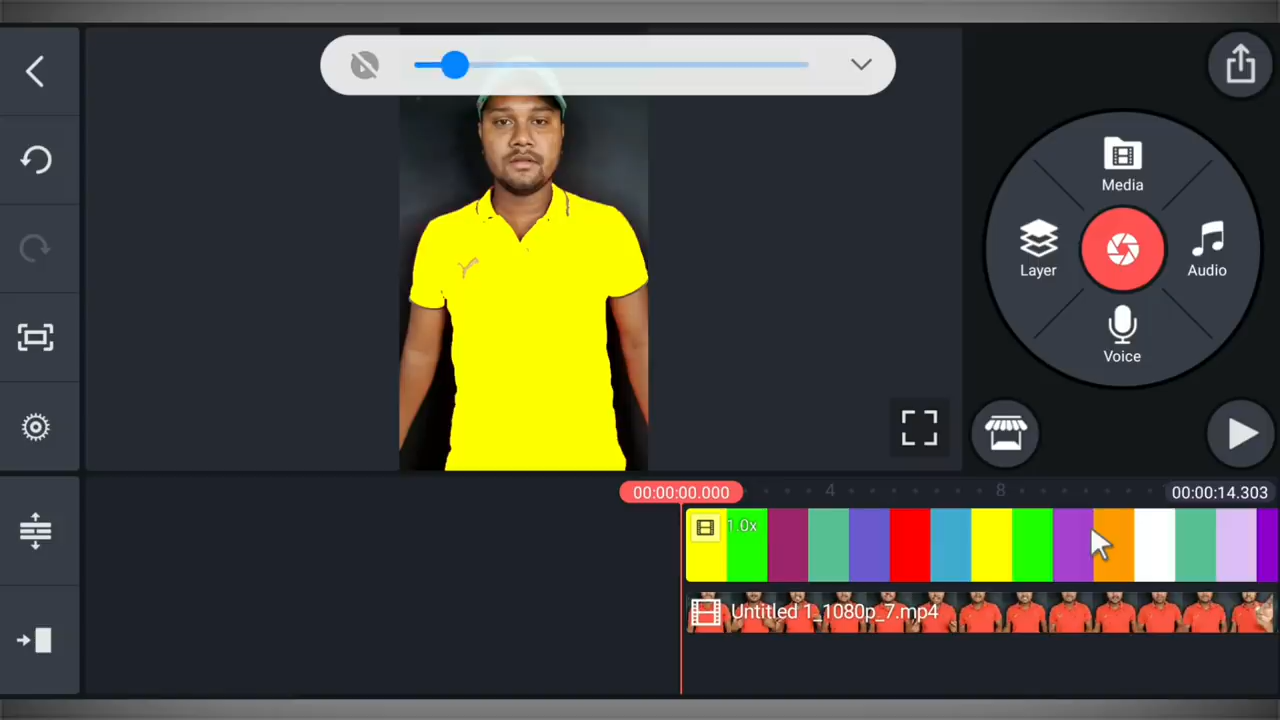 Media
Layer
Audio
Voice
00:00:00.000
4
8
00:00:14.303
1.0x
Untitled 1_1080p_7.mp4